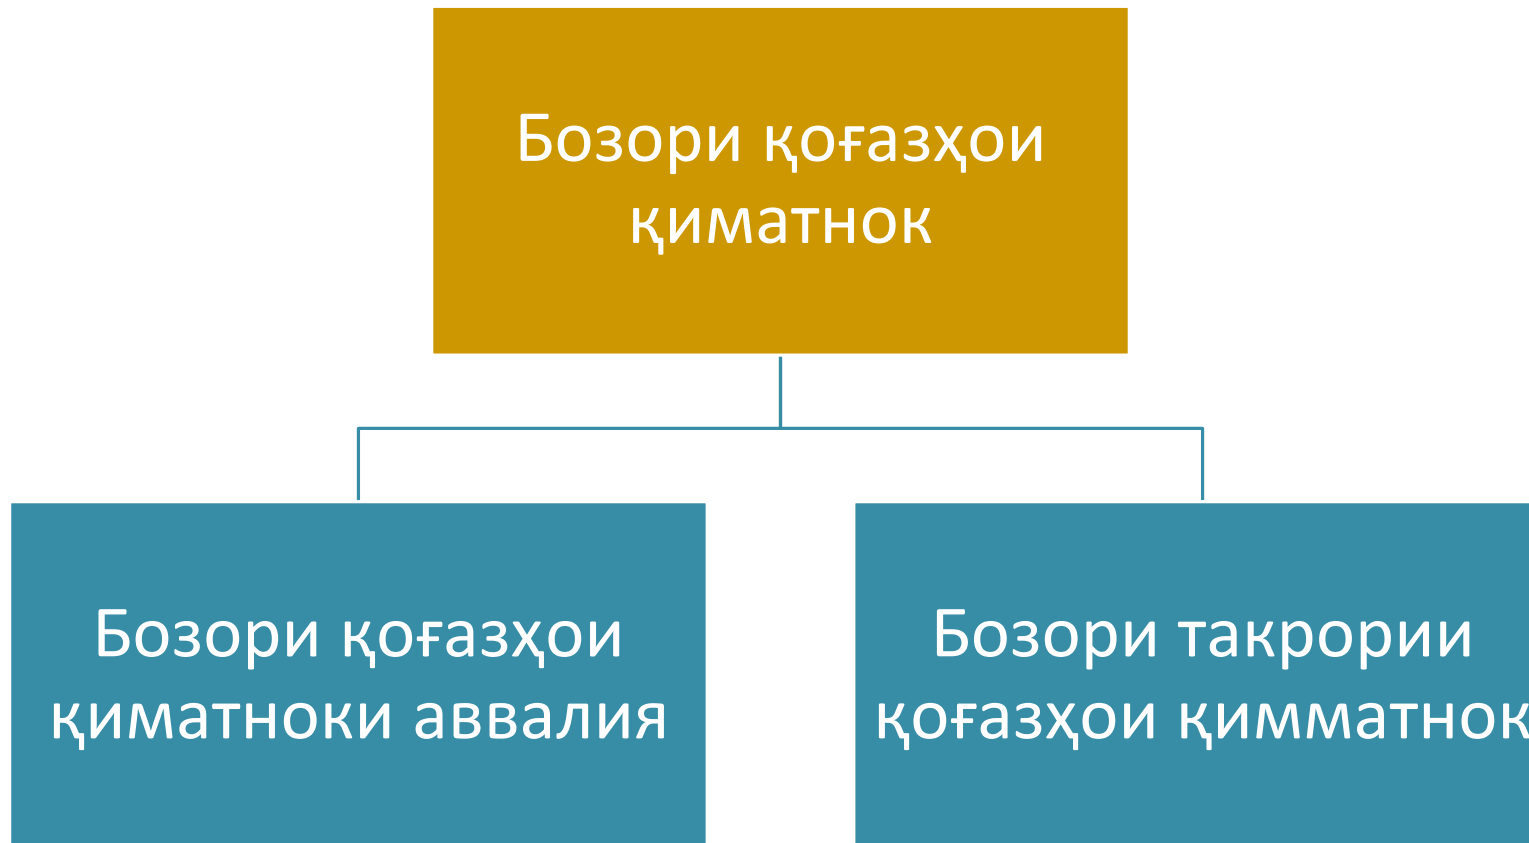 Бозори қоғазҳои
қиматнок
Бозори қоғазҳои
қиматноки аввалия
Бозори такрории
қоғазҳои қимматнок